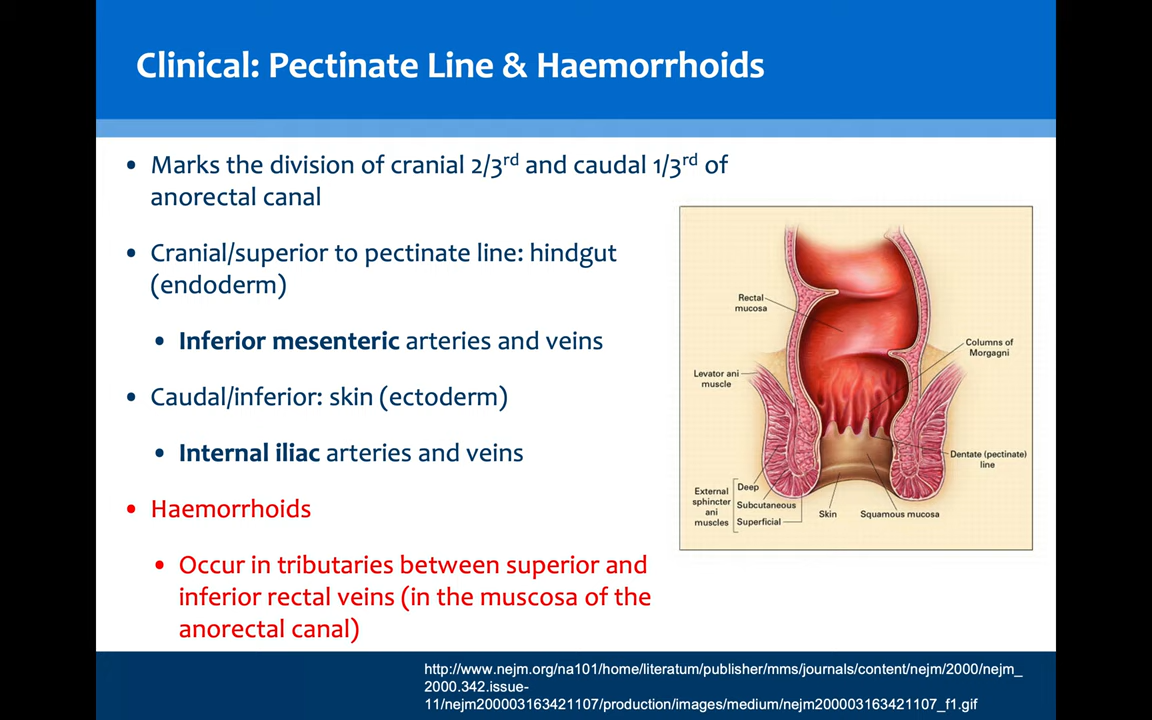 Clinical: Pectinate Line & Haemorrhoids
• Marks the division of cranial 2/3rd and caudal 1/3rd of
anorectal canal
• Cranial/superior to pectinate line: hindgut
(endoderm)
• Inferior mesenteric arteries and veins
• Caudal/inferior: skin (ectoderm)
• Internal iliac arteries and veins
• Haemorrhoids
• Occur in tributaries between superior and
inferior rectal veins (in the muscosa of the
anorectal canal)
Rectal
mucosa
Columns of
Morgagni
Levator ani
muscle
Dentate (pectinate)
line
External
sphincter
ani
muscles
Deep
Subcutaneous
Superficial
Skin
Squamous mucosa
http://www.nejm.org/na101/home/literatum/publisher/mms/journals/content/nejm/2000/nejm_
2000.342.issue-
11/nejm200003163421107/production/images/medium/nejm200003163421107_f1.gif